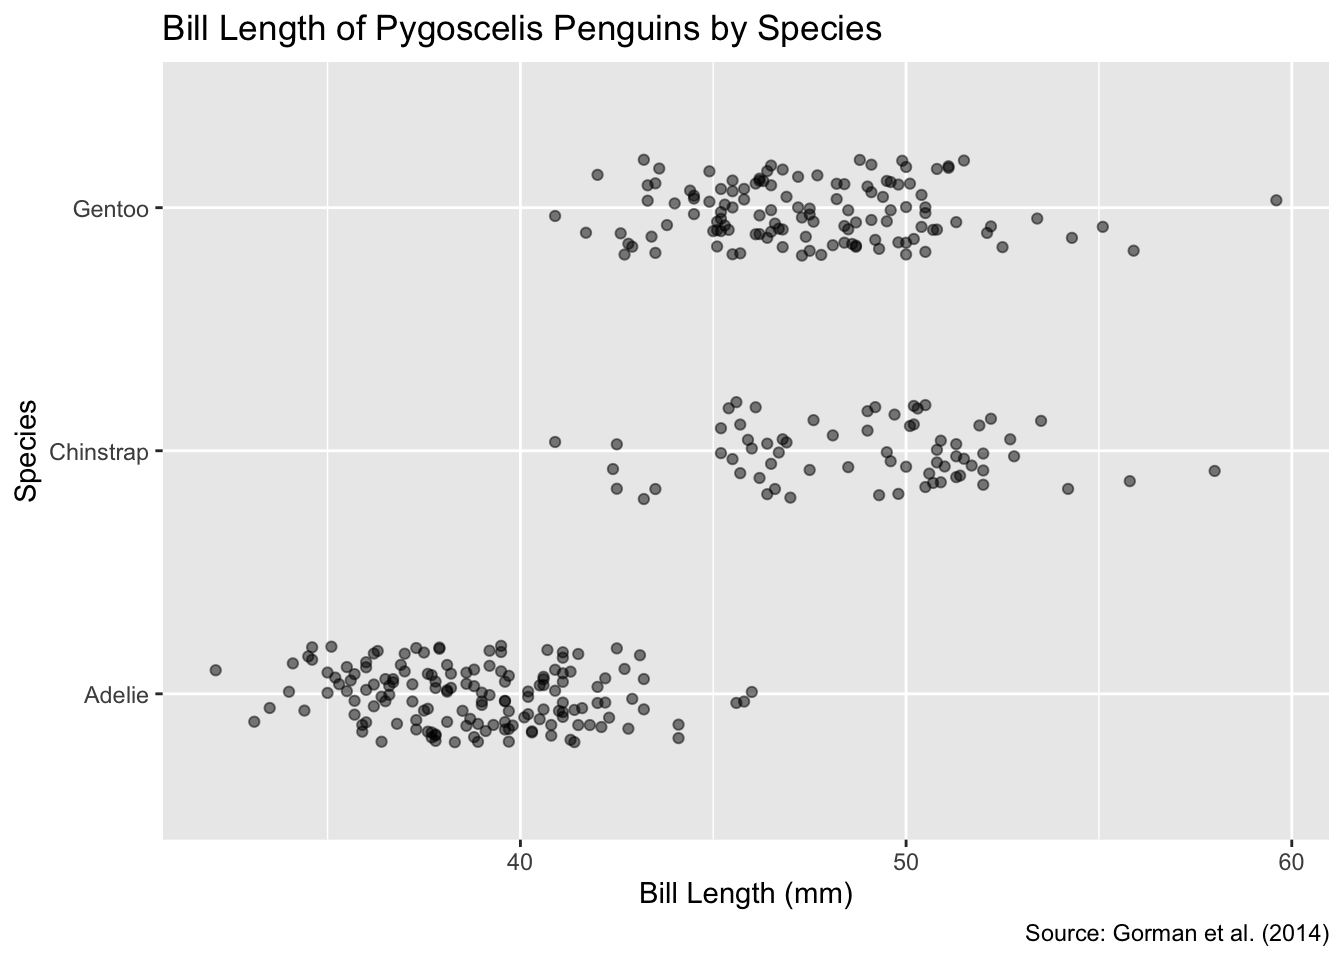 Bill Length of Pygoscelis Penguins by Species
Species
Gentoo
Chinstrap
Adelie
40 50 60
Bill Length (mm)
Source: Gorman et al. (2014)